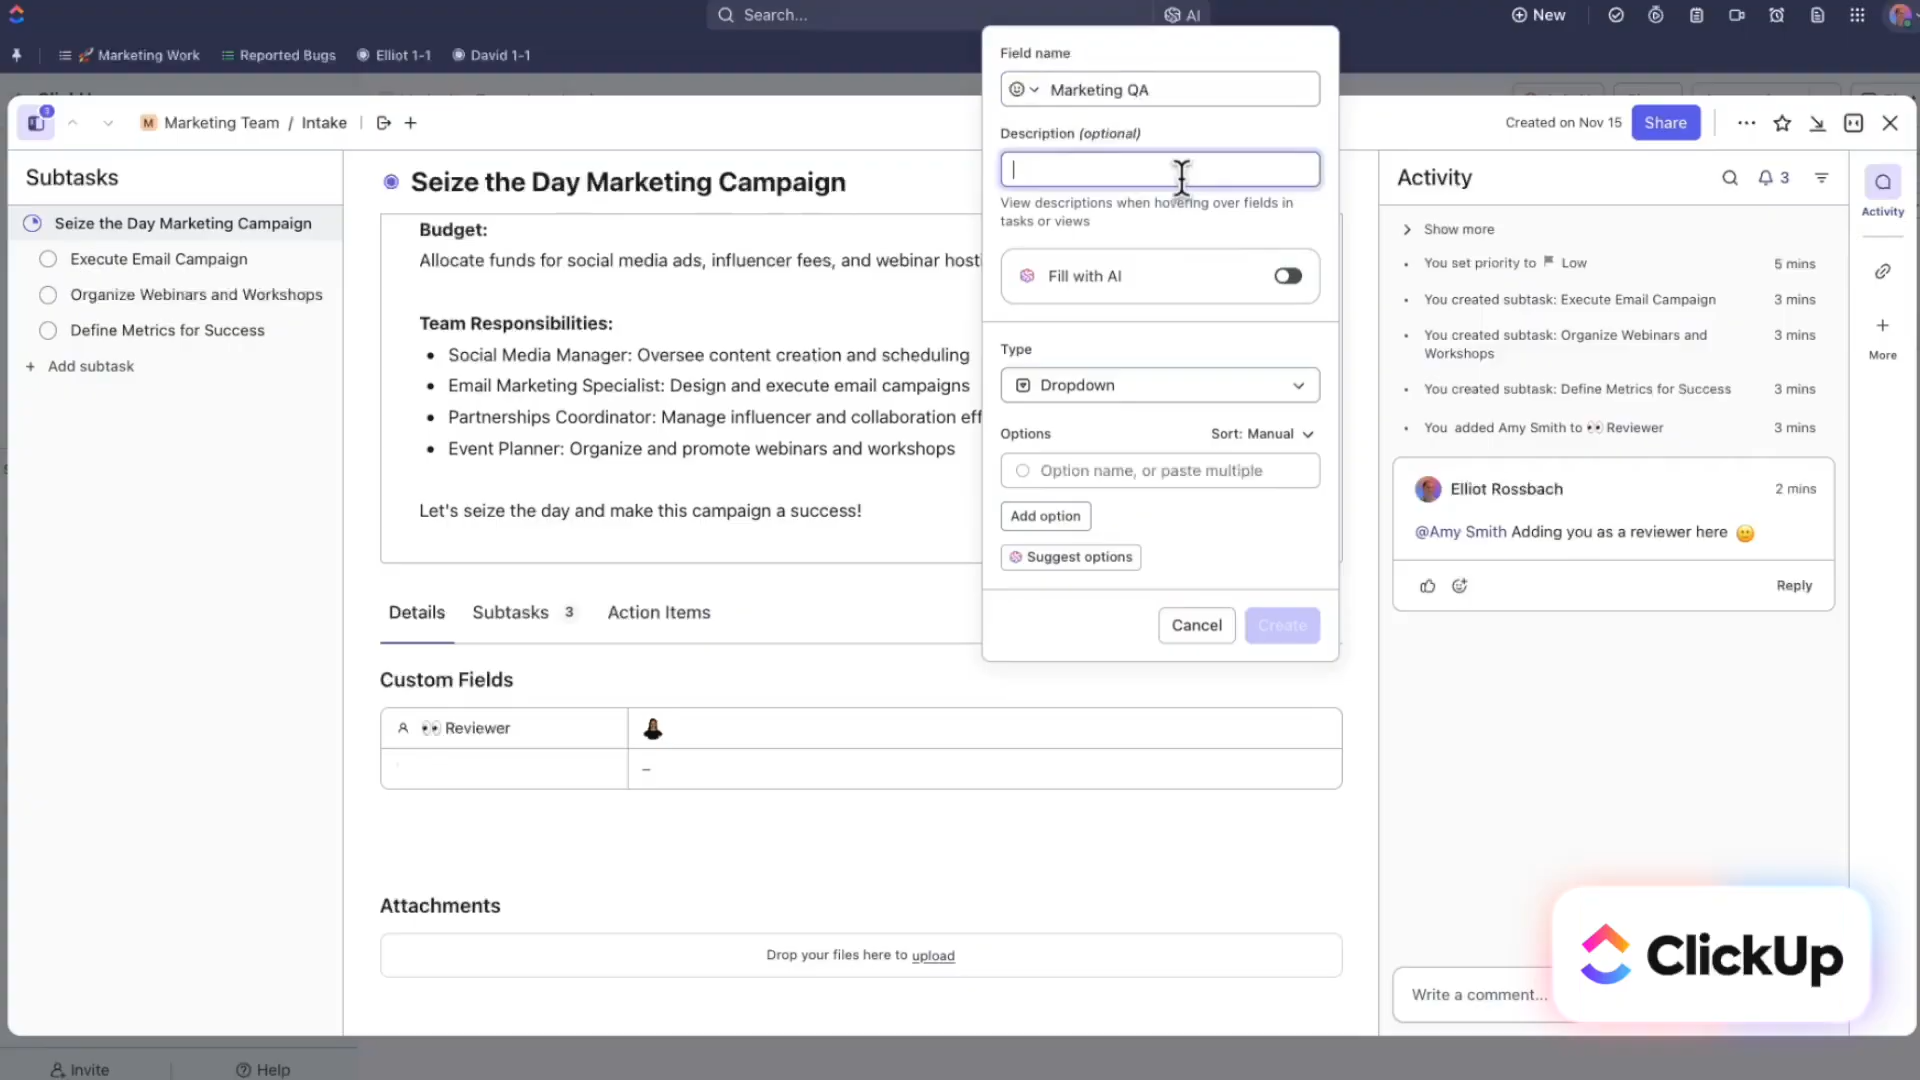 Search...
AI
New
Marketing Work
Reported Bugs
Elliot 1-1
David 1-1
M Marketing Team / Intake
Created on Nov 15
Share
Subtasks
Seize the Day Marketing Campaign
Execute Email Campaign
Organize Webinars and Workshops
Define Metrics for Success
+ Add subtask
Seize the Day Marketing Campaign
Budget:
Allocate funds for social media ads, influencer fees, and webinar hosti
Team Responsibilities:
• Social Media Manager: Oversee content creation and scheduling
• Email Marketing Specialist: Design and execute email campaigns
• Partnerships Coordinator: Manage influencer and collaboration eff
• Event Planner: Organize and promote webinars and workshops
Let's seize the day and make this campaign a success!
Details
Subtasks 3
Action Items
Custom Fields
Reviewer
–
Attachments
Drop your files here to upload
Field name
Marketing QA
Description (optional)
View descriptions when hovering over fields in
tasks or views
Fill with AI
Type
Dropdown
Options
Sort: Manual
Option name, or paste multiple
Add option
Suggest options
Cancel
Create
Activity
3
Show more
• You set priority to Low
5 mins
• You created subtask: Execute Email Campaign
3 mins
• You created subtask: Organize Webinars and
Workshops
3 mins
• You created subtask: Define Metrics for Success
3 mins
• You added Amy Smith to 👀 Reviewer
3 mins
Elliot Rossbach
2 mins
@Amy Smith Adding you as a reviewer here 🙂
Reply
Write a comment...
Activity
More
ClickUp
Invite
Help